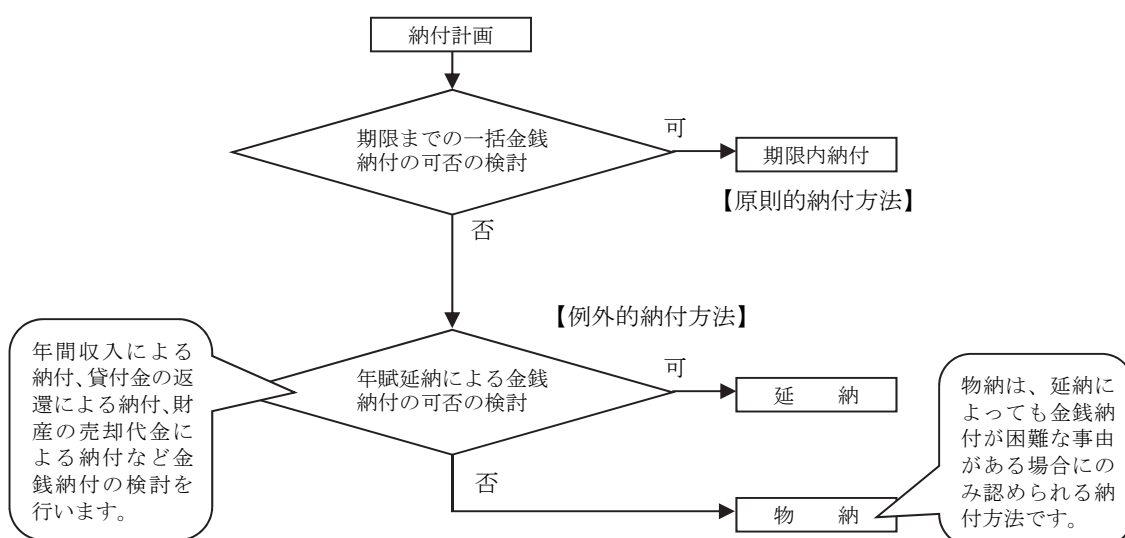 納付計画
期限までの一括金銭
納付の可否の検討
可
期限内納付
【原則的納付方法】
否
【例外的納付方法】
年間収入による
納付、貸付金の返
還による納付、財
産の売却代金に
よる納付など金
銭納付の検討を
行います。
年賦延納による金銭
納付の可否の検討
可
延　納
物納は、延納に
よっても金銭納
付が困難な事由
がある場合にの
み認められる納
付方法です。
否
物　納